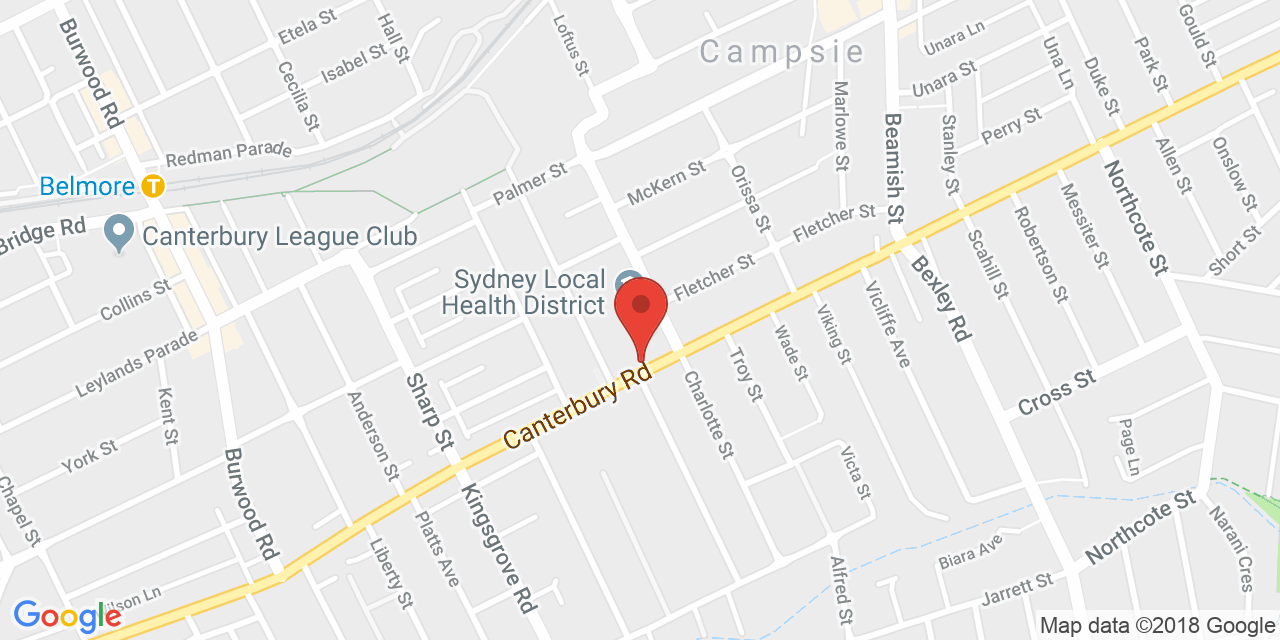 Etela St
Hall St
Loftus St
Burwood Rd
Isabel St
Cecilia St
Redman Parade
Campsie
Unara Ln
Gould St
Park St
Una Ln
Duke St
Unara St
Marlowe St
Beamish St
Stanley St
Perry St
Allen St
Onslow St
Belmore
T
Palmer St
McKern St
Orissa St
Fletcher St
Northcote St
Messiter St
Robertson St
Short St
Bridge Rd
Canterbury League Club
Scahill St
Bexley Rd
Sydney Local
Health District
Fletcher St
Collins St
Vicliffe Ave
Viking St
Wade St
Leylands Parade
Troy St
Kent St
Sharp St
Canterbury Rd
Charlotte St
Cross St
Anderson St
York St
Page Ln
Victa St
Burwood Rd
Chapel St
Kingsgrove Rd
Platts Ave
Liberty St
Northcote St
Narani Cres
Biara Ave
Alfred St
Jarrett St
Google
Map data ©2018 Google